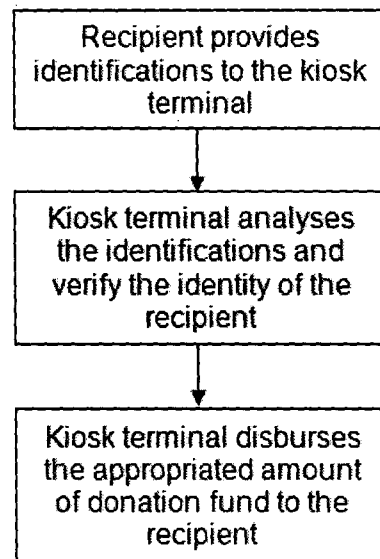 Recipient provides
identifications to the kiosk
terminal
Kiosk terminal analyses
the identifications and
verify the identity of the
recipient
Kiosk terminal disburses
the appropriated amount
of donation fund to the
recipient